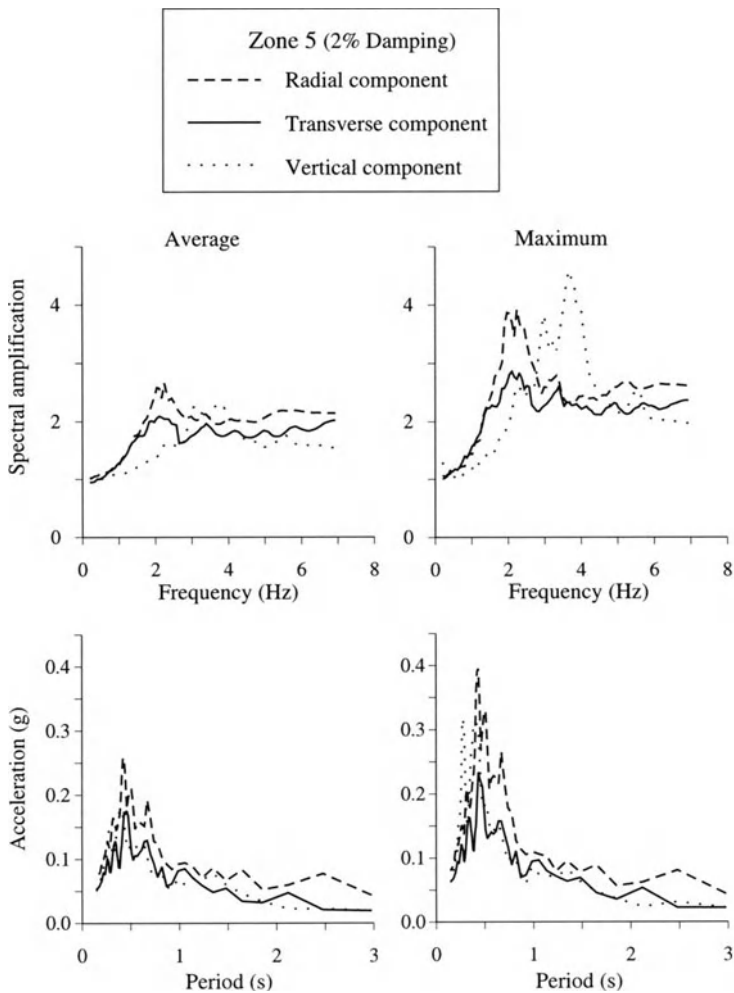 Zone 5 (2% Damping)
Radial component
Transverse component
Vertical component
Average
Maximum
Spectral amplification
4
2
0
0 2 4 6 8
0 2 4 6 8
4
2
0
Frequency (Hz)
Frequency (Hz)
Acceleration (g)
0.4
0.3
0.2
0.1
0.0
0 1 2 3
Period (s)
0.4
0.3
0.2
0.1
0.0
0 1 2 3
Period (s)